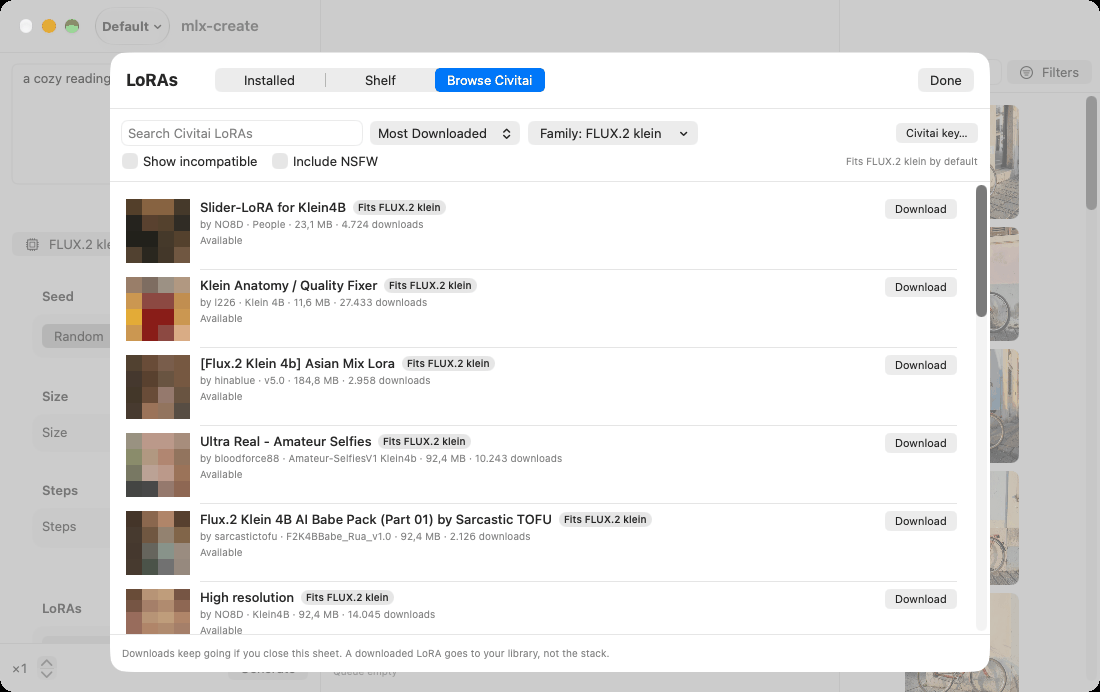 Default
mlx-create
a cozy reading
LoRAs
Installed
Shelf
Browse Civitai
Done
Filters
Search Civitai LoRAs
Most Downloaded
Family: FLUX.2 klein
Civitai key...
Show incompatible
Include NSFW
Fits FLUX.2 klein by default
Slider-LoRA for Klein4B Fits FLUX.2 klein
by NO8D · People · 23,1 MB · 4.724 downloads
Available
Download
Klein Anatomy / Quality Fixer Fits FLUX.2 klein
by l226 · Klein 4B · 11,6 MB · 27.433 downloads
Available
Download
[Flux.2 Klein 4b] Asian Mix Lora Fits FLUX.2 klein
by hinablue · v5.0 · 184,8 MB · 2.958 downloads
Available
Download
Ultra Real - Amateur Selfies Fits FLUX.2 klein
by bloodforce88 · Amateur-SelfiesV1 Klein4b · 92,4 MB · 10.243 downloads
Available
Download
Flux.2 Klein 4B AI Babe Pack (Part 01) by Sarcastic TOFU Fits FLUX.2 klein
by sarcastictofu · F2K4BBabe_Rua_v1.0 · 92,4 MB · 2.126 downloads
Available
Download
High resolution Fits FLUX.2 klein
by NO8D · Klein4B · 92,4 MB · 14.045 downloads
Available
Download
Downloads keep going if you close this sheet. A downloaded LoRA goes to your library, not the stack.
FLUX.2 kle
Seed
Random
Size
Size
Steps
Steps
LoRAs
×1
Generate
Queue empty